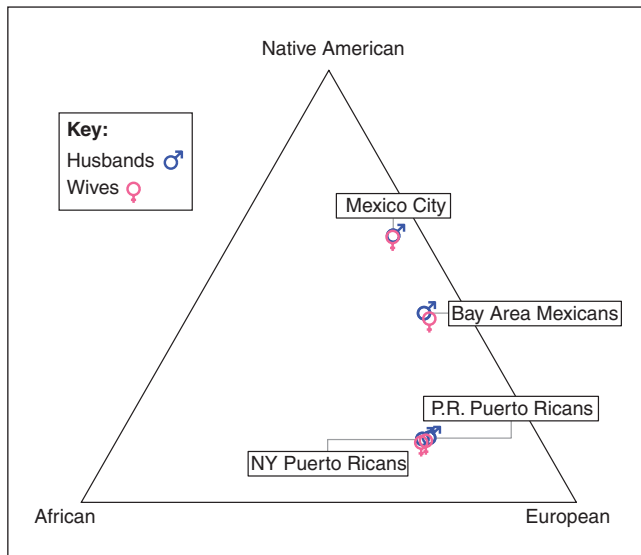 Native American
Key:
Husbands ♂
Wives ♀
Mexico City
Bay Area Mexicans
P.R. Puerto Ricans
NY Puerto Ricans
African
European